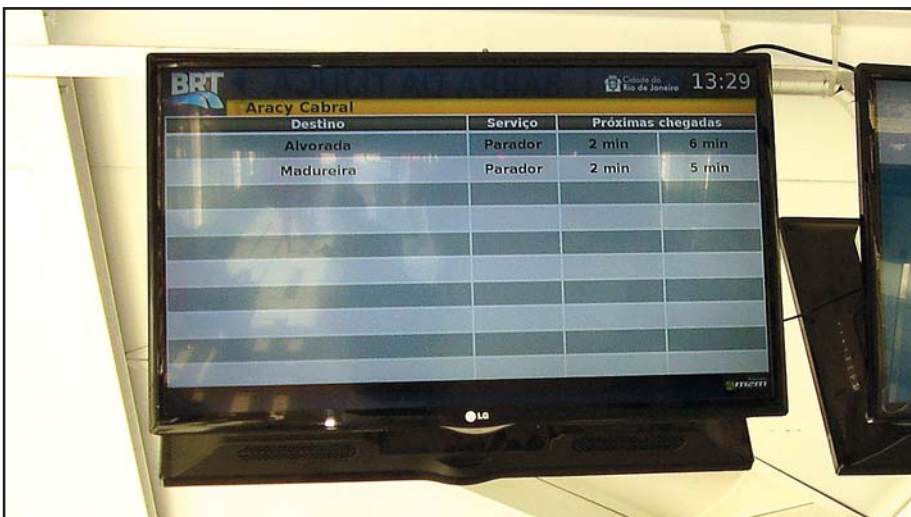 BRT
Cidade do
Rio de Janeiro
13:29
Aracy Cabral
Destino Serviço Próximas chegadas
Alvorada Parador 2 min 6 min
Madureira Parador 2 min 5 min
m2m
LG